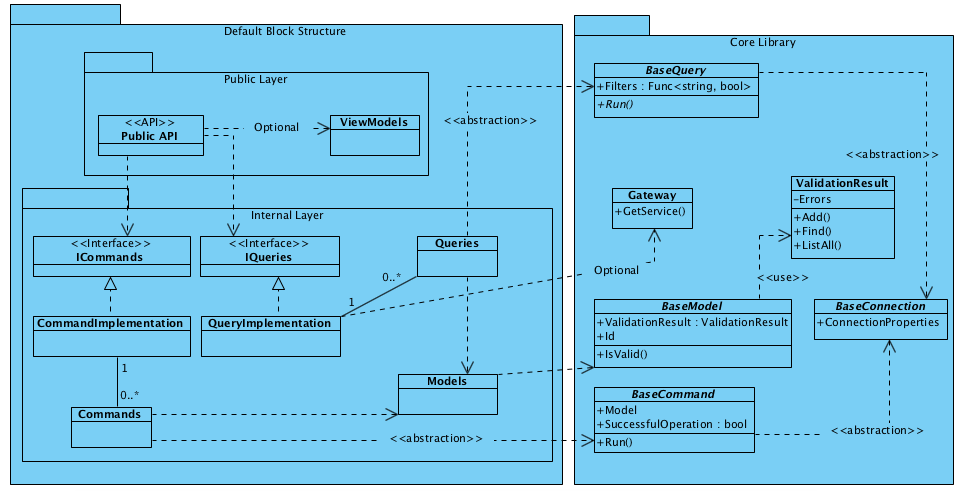 Default Block Structure
Public Layer
<<API>>
Public API
Optional
ViewModels
Internal Layer
<<Interface>>
ICommands
<<Interface>>
IQueries
Queries
CommandImplementation
QueryImplementation
0..*
1
1
0..*
Commands
Models
<<abstraction>>
<<abstraction>>
Optional
Core Library
BaseQuery
+Filters : Func<string, bool>
+Run()
<<abstraction>>
Gateway
+GetService()
ValidationResult
-Errors
+Add()
+Find()
+ListAll()
<<use>>
BaseModel
+ValidationResult : ValidationResult
+Id
+IsValid()
BaseConnection
+ConnectionProperties
BaseCommand
+Model
+SuccessfulOperation : bool
+Run()
<<abstraction>>